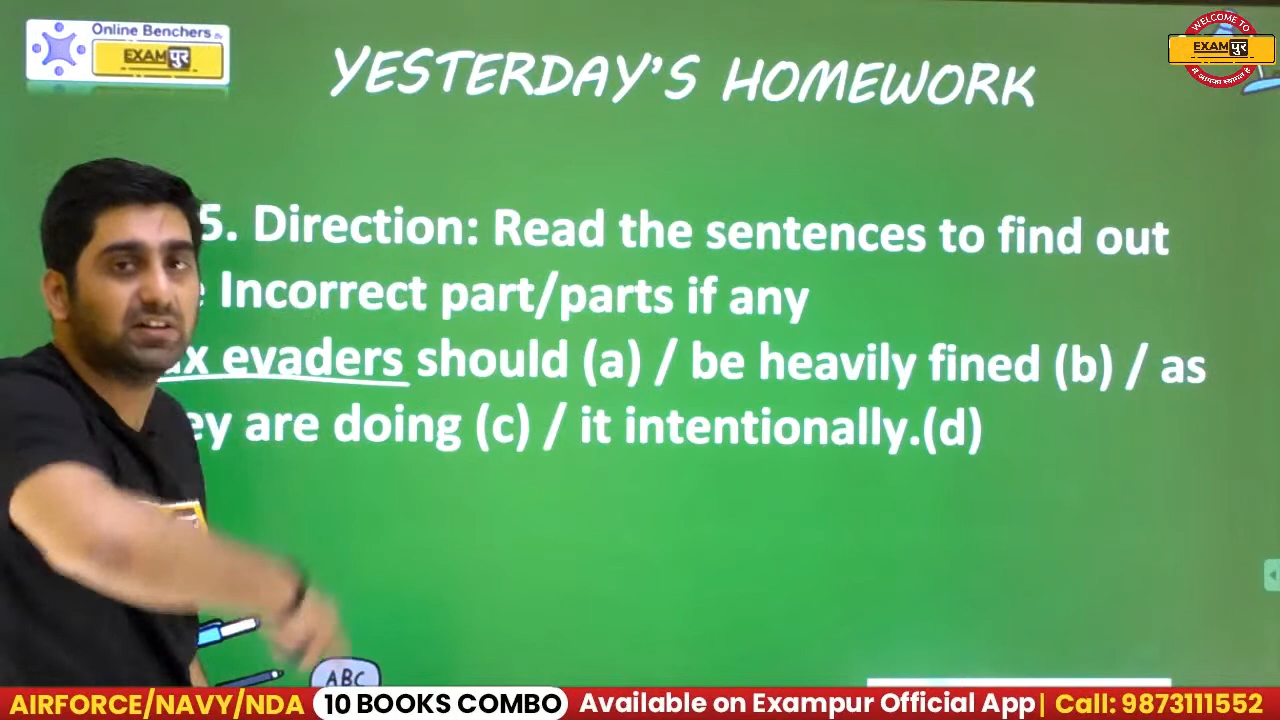 Online Benchers
EXAMपुर
WELCOME TO
EXAMपुर
में आपका स्वागत है
YESTERDAY'S HOMEWORK
5. Direction: Read the sentences to find out
Incorrect part/parts if any
evaders should (a) / be heavily fined (b) / as
are doing (c) / it intentionally.(d)
ABC
AIRFORCE/NAVY/NDA 10 BOOKS COMBO Available on Exampur Official App | Call: 9873111552